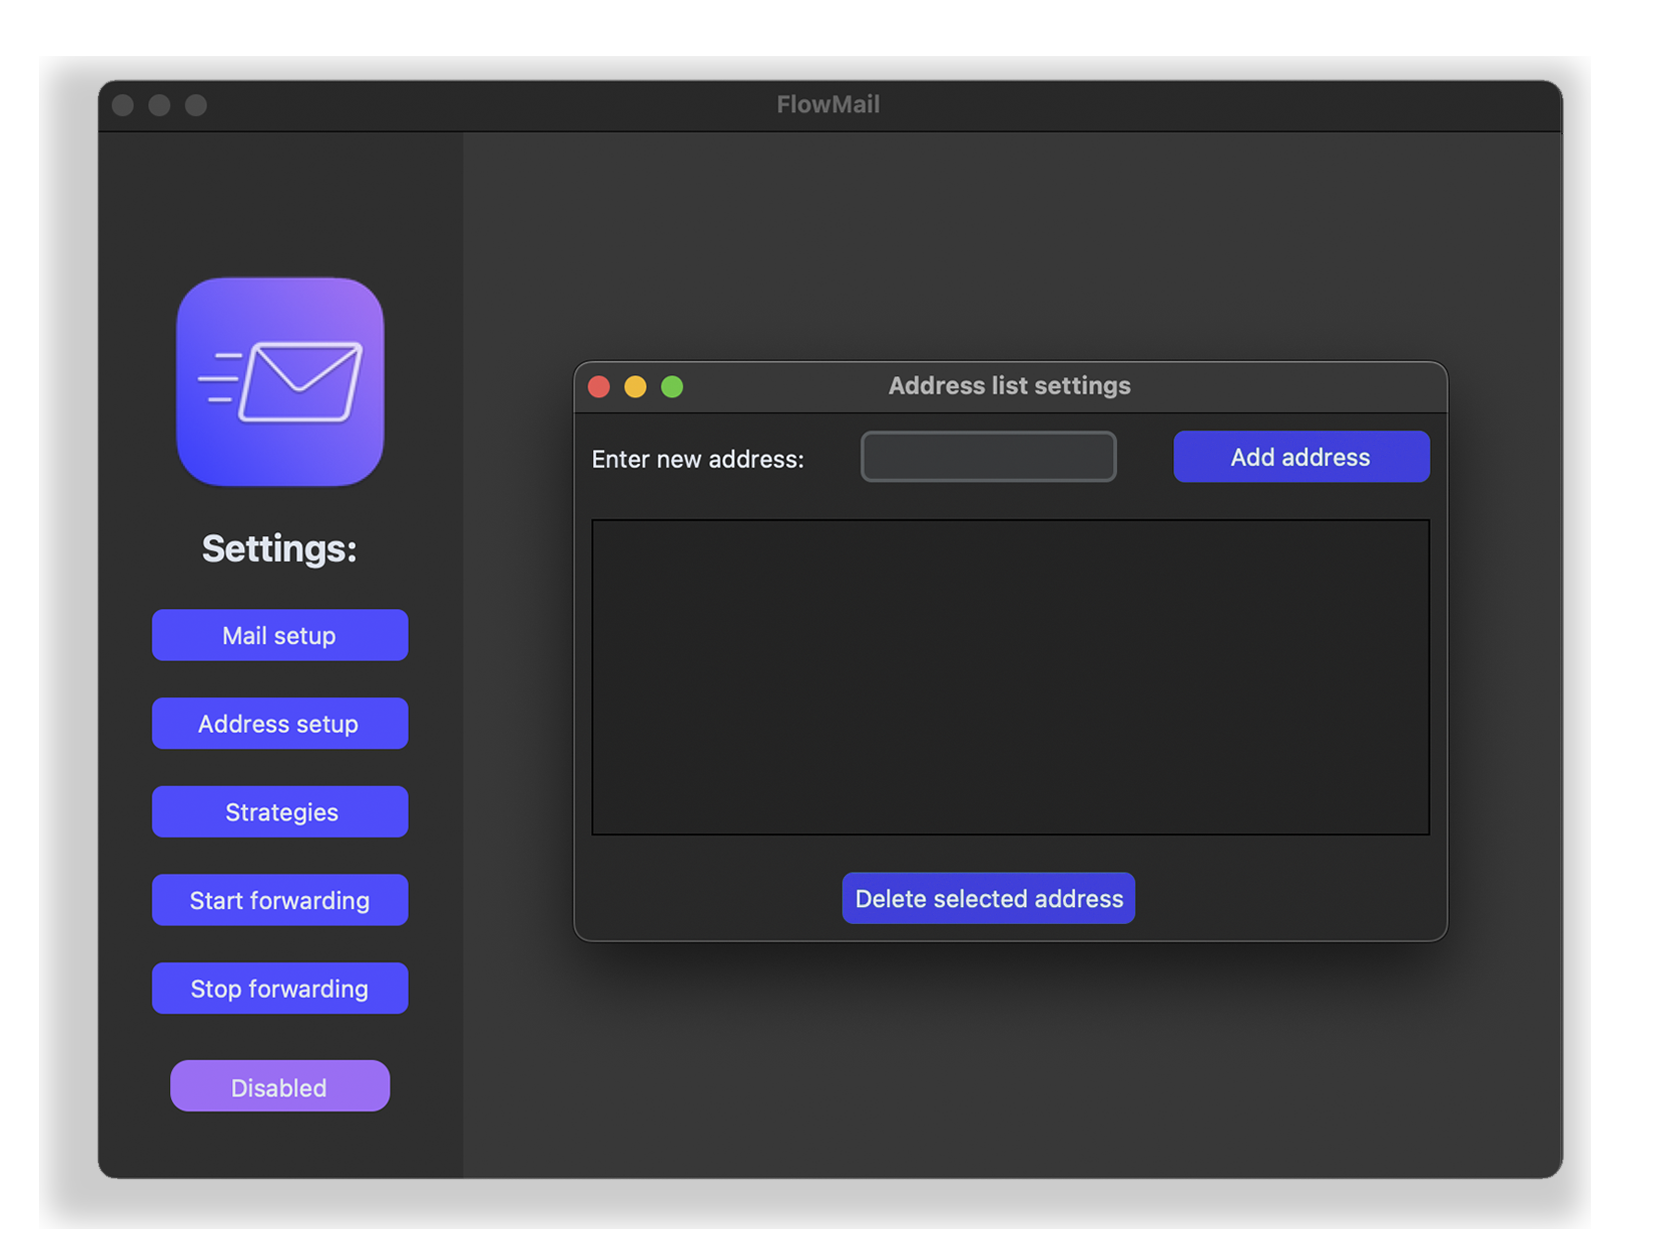 FlowMail
Settings:
Mail setup
Address setup
Strategies
Start forwarding
Stop forwarding
Disabled
Address list settings
Enter new address:
Add address
Delete selected address